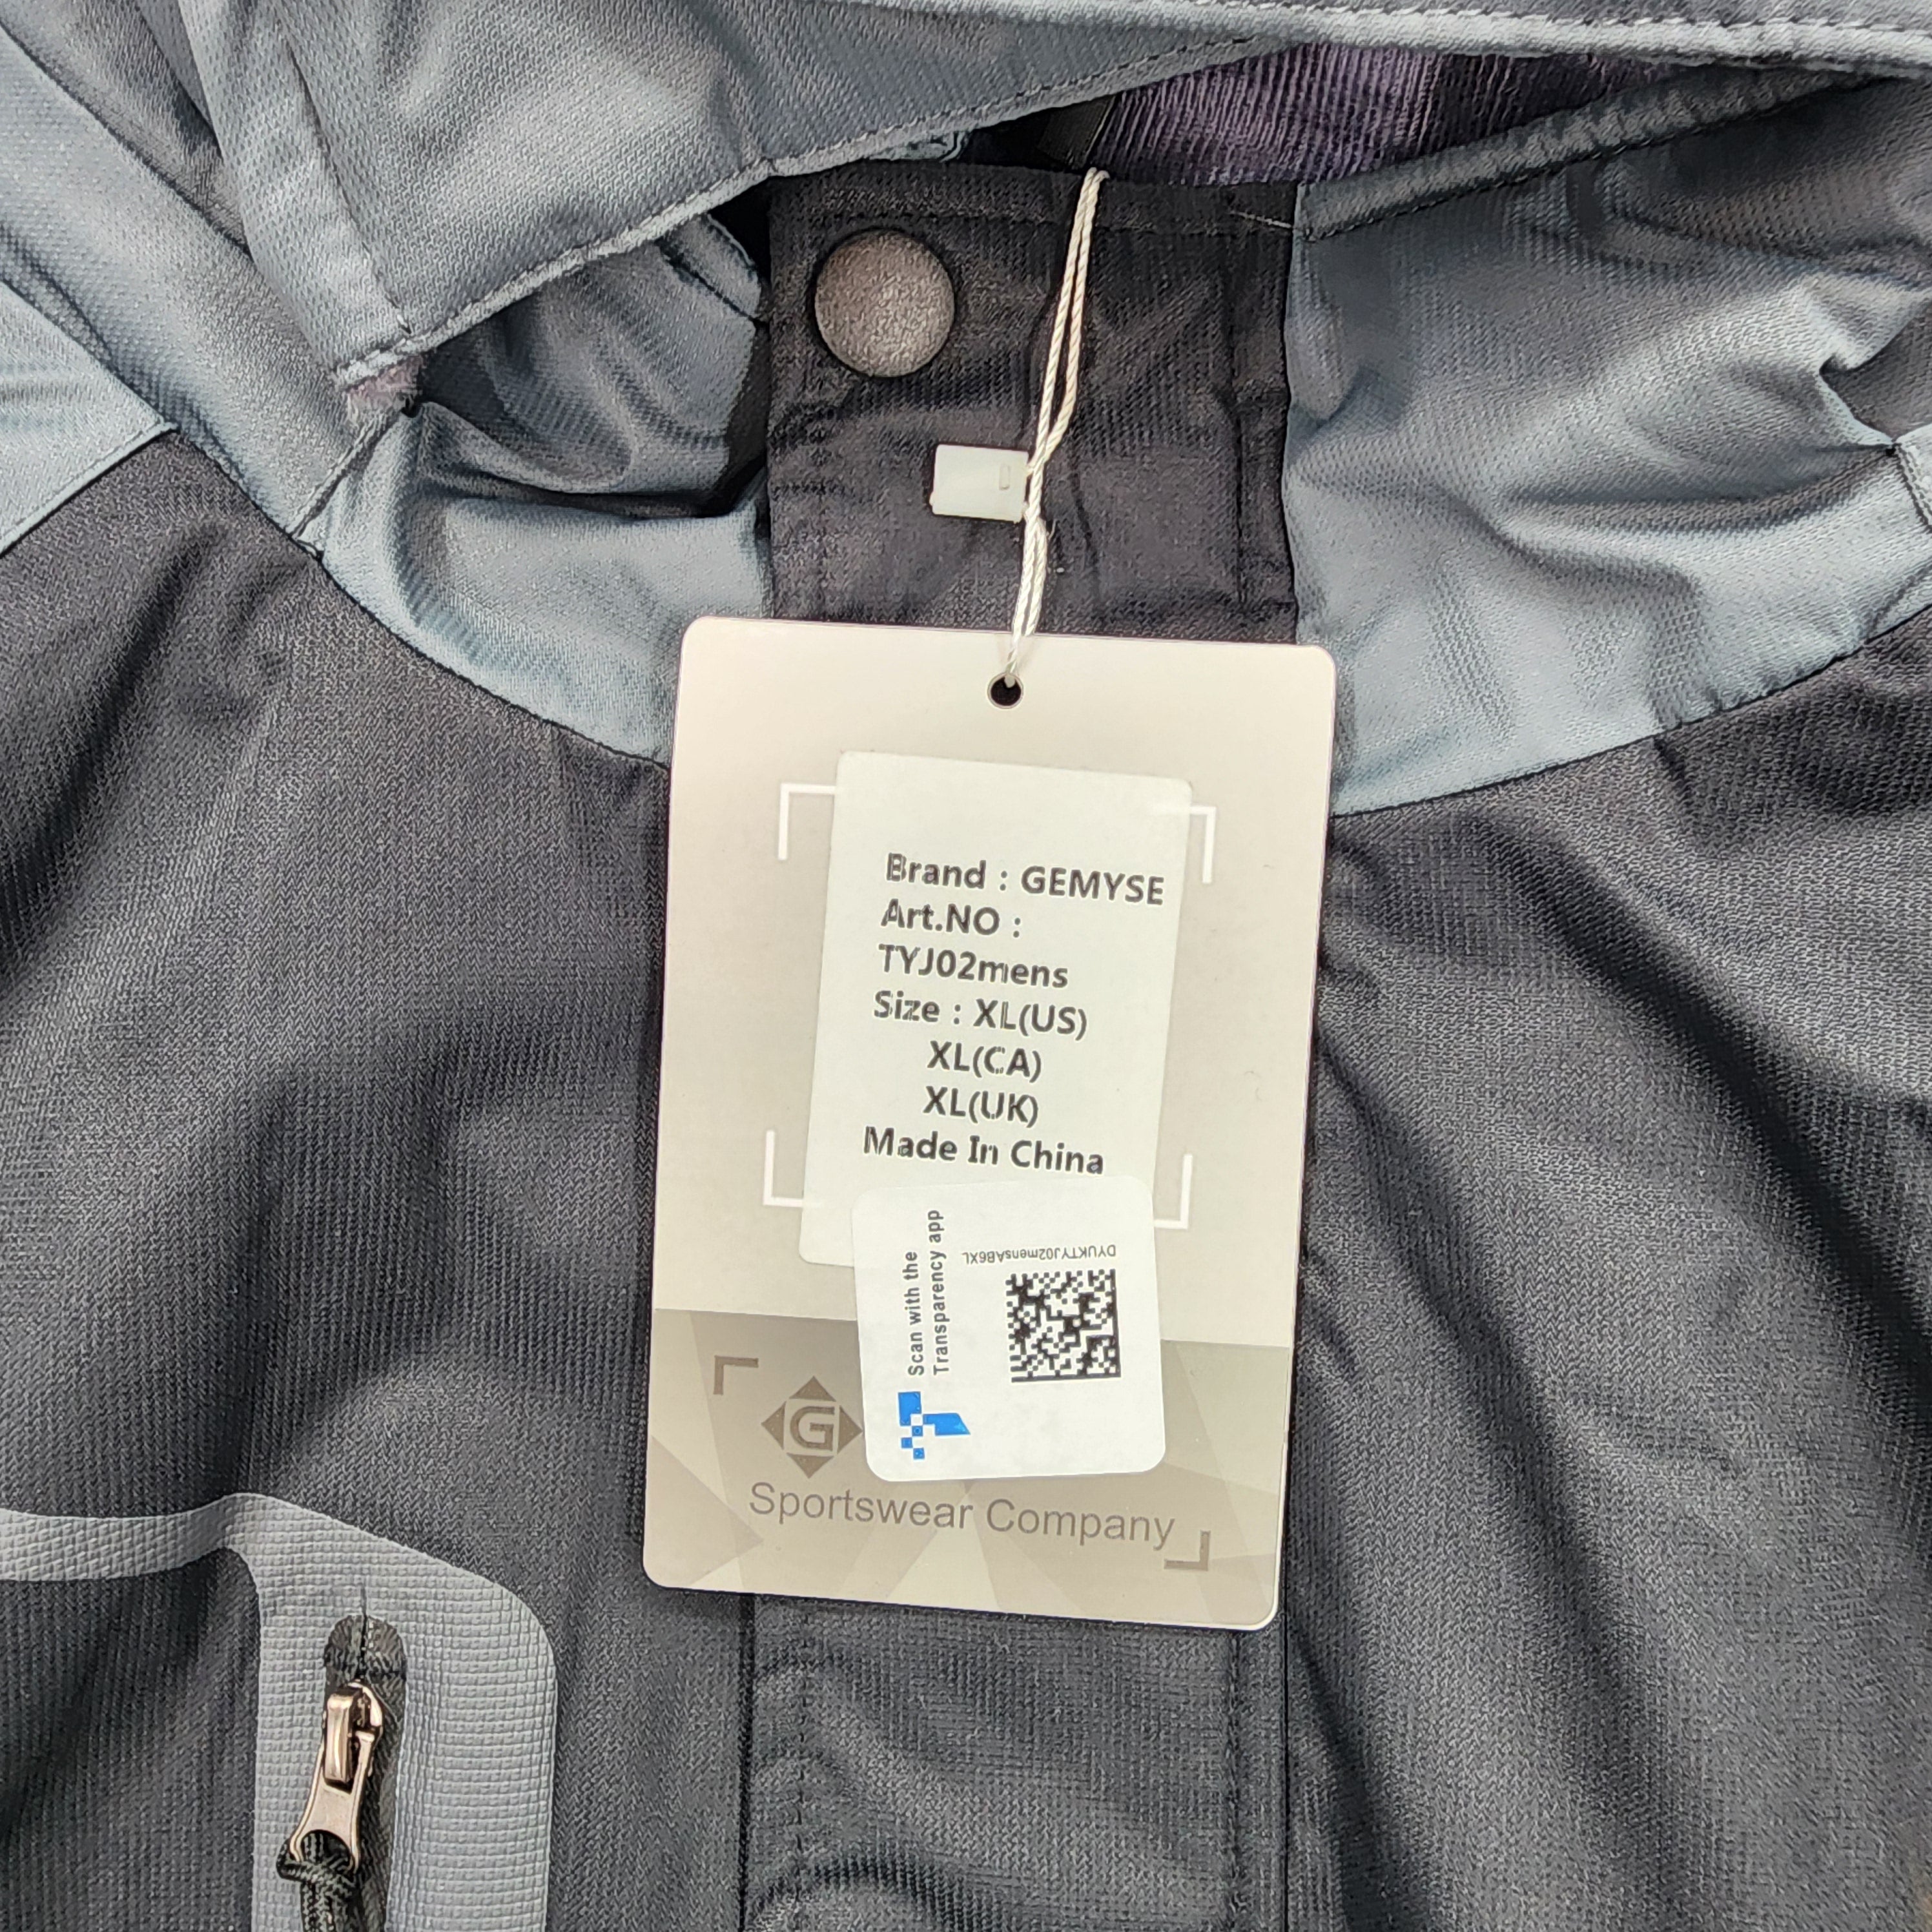 Brand : GEMYSE
Art.NO :
TYJ02mens
Size : XL(US)
XL(CA)
XL(UK)
Made In China
Scan with the
Transparency app
DYUKTYJ02mensAB6XL
G
Sportswear Company